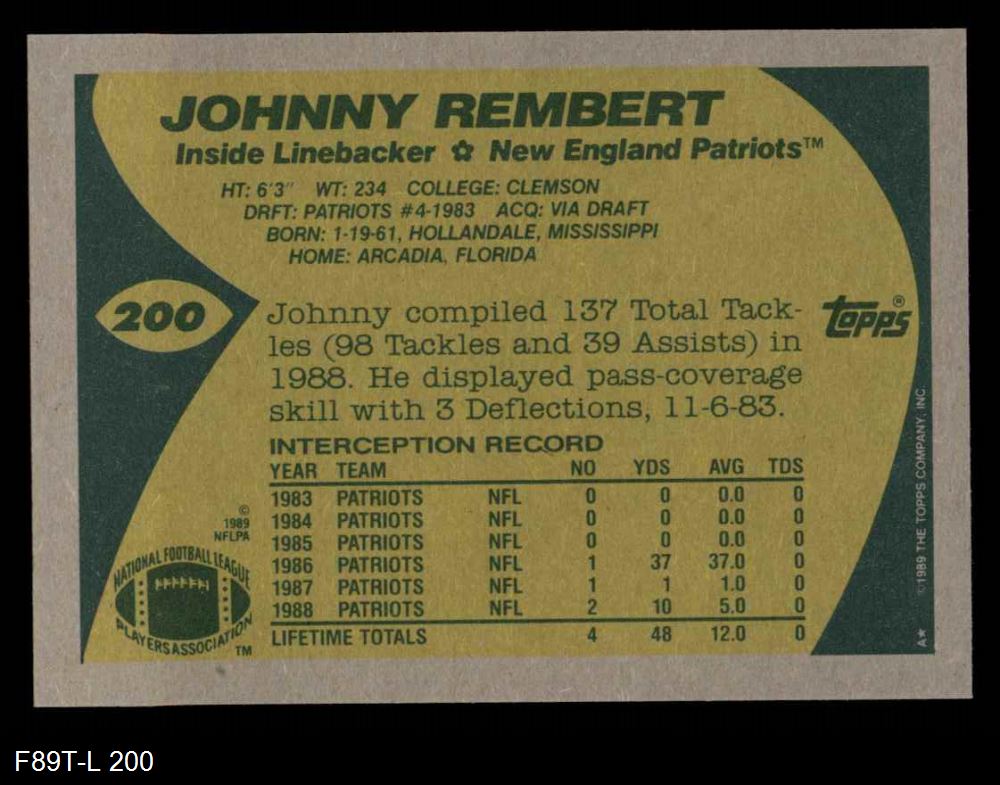 JOHNNY REMBERT
Inside Linebacker ✪ New England Patriots™
HT: 6'3" WT: 234 COLLEGE: CLEMSON
DRFT: PATRIOTS #4-1983 ACQ: VIA DRAFT
BORN: 1-19-61, HOLLANDALE, MISSISSIPPI
HOME: ARCADIA, FLORIDA
200
Johnny compiled 137 Total Tack-
les (98 Tackles and 39 Assists) in
1988. He displayed pass-coverage
skill with 3 Deflections, 11-6-83.
topps®
INTERCEPTION RECORD
YEAR TEAM NO YDS AVG TDS
1983 PATRIOTS NFL 0 0 0.0 0
1984 PATRIOTS NFL 0 0 0.0 0
1985 PATRIOTS NFL 0 0 0.0 0
1986 PATRIOTS NFL 1 37 37.0 0
1987 PATRIOTS NFL 1 1 1.0 0
1988 PATRIOTS NFL 2 10 5.0 0
LIFETIME TOTALS 4 48 12.0 0
©
1989
NFLPA
NATIONAL FOOTBALL LEAGUE
PLAYERS ASSOCIATION
TM
A* ©1989 THE TOPPS COMPANY, INC.
F89T-L 200